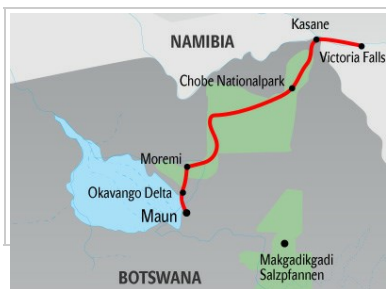 Kasane
NAMIBIA
Victoria Falls
Chobe Nationalpark
Moremi
Okavango Delta
Maun
Makgadikgadi
Salzpfannen
BOTSWANA